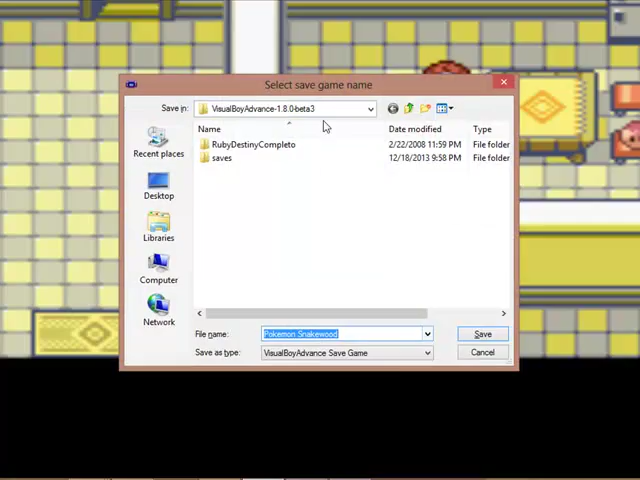 Select save game name
Save in: VisualBoyAdvance-1.8.0-beta3
Name Date modified Type
RubyDestinyCompleto 2/22/2008 11:59 PM File folder
saves 12/18/2013 9:58 PM File folder
Recent places
Desktop
Libraries
Computer
Network
File name: Pokemon Snakewood Save
Save as type: VisualBoyAdvance Save Game Cancel